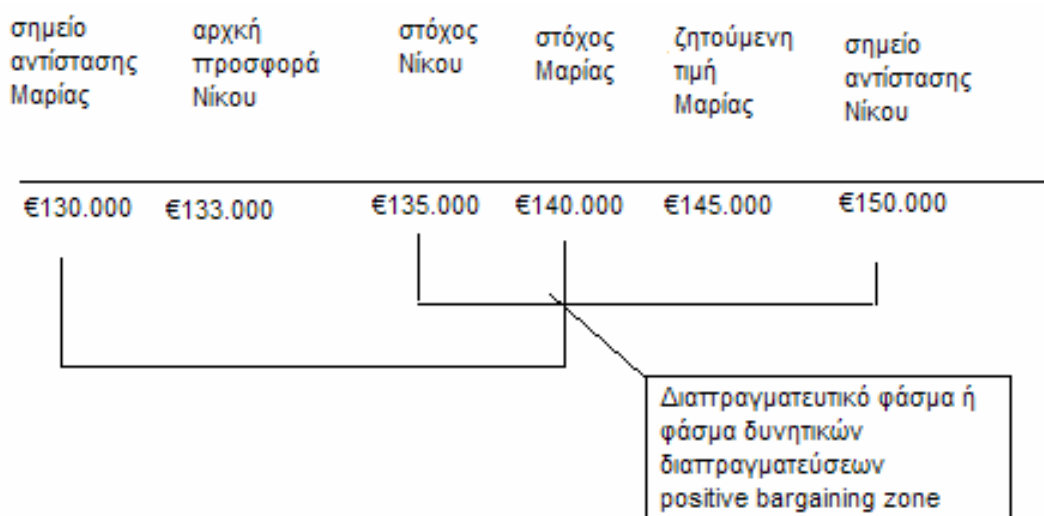 σημείο
αντίστασης
Μαρίας
αρχκή
προσφορά
Νίκου
στόχος
Νίκου
στόχος
Μαρίας
ζητούμενη
τιμή
Μαρίας
σημείο
αντίστασης
Νίκου
€130.000
€133.000
€135.000
€140.000
€145.000
€150.000
Διαπραγματευτικό φάσμα ή
φάσμα δυνητικών
διαπραγματεύσεων
positive bargaining zone